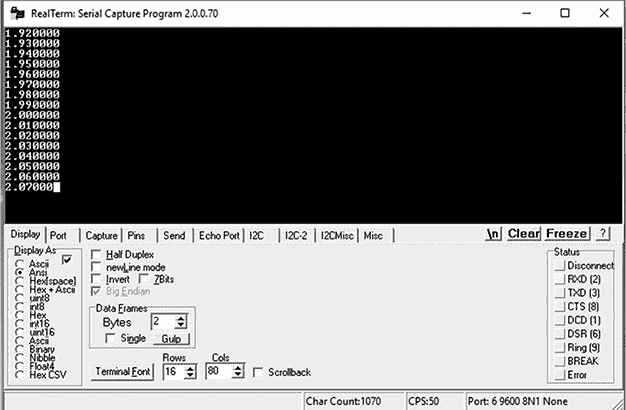 RealTerm: Serial Capture Program 2.0.0.70
1.920000
1.930000
1.940000
1.950000
1.960000
1.970000
1.980000
1.990000
2.000000
2.010000
2.020000
2.030000
2.040000
2.050000
2.060000
2.07000
Display Port Capture Pins Send Echo Port I2C I2C-2 I2CMisc Misc \n Clear Freeze ?
Display As
Ascii
Ansi
Hex[space]
Hex + Ascii
uint8
int8
Hex
int16
uint16
Ascii
Binary
Nibble
Float4
Hex CSV
Half Duplex
newLine mode
Invert 7Bits
Big Endian
Data Frames
Bytes 2
Single Gulp
Rows Cols
Terminal Font 16 80 Scrollback
Status
Disconnect
RXD (2)
TXD (3)
CTS (8)
DCD (1)
DSR (6)
Ring (9)
BREAK
Error
Char Count:1070 CPS:50 Port: 6 9600 8N1 None